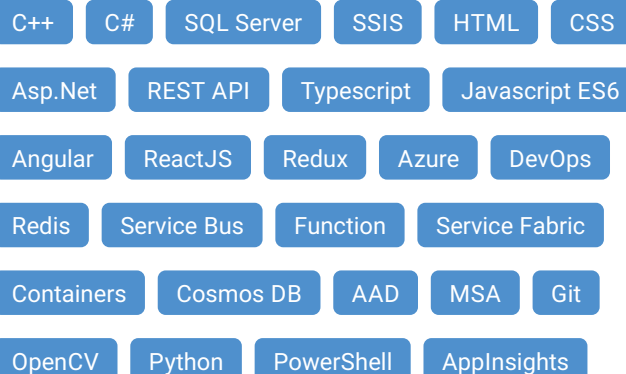 C++ C# SQL Server SSIS HTML CSS
Asp.Net REST API Typescript Javascript ES6
Angular ReactJS Redux Azure DevOps
Redis Service Bus Function Service Fabric
Containers Cosmos DB AAD MSA Git
OpenCV Python PowerShell AppInsights